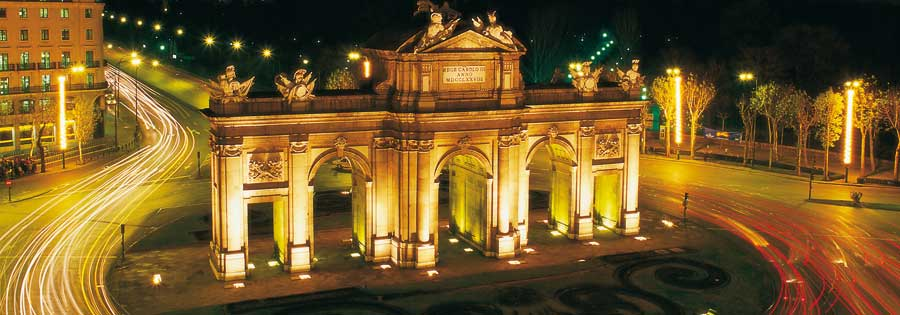 REGE CAROLO III
ANNO
MDCCLXXVIII